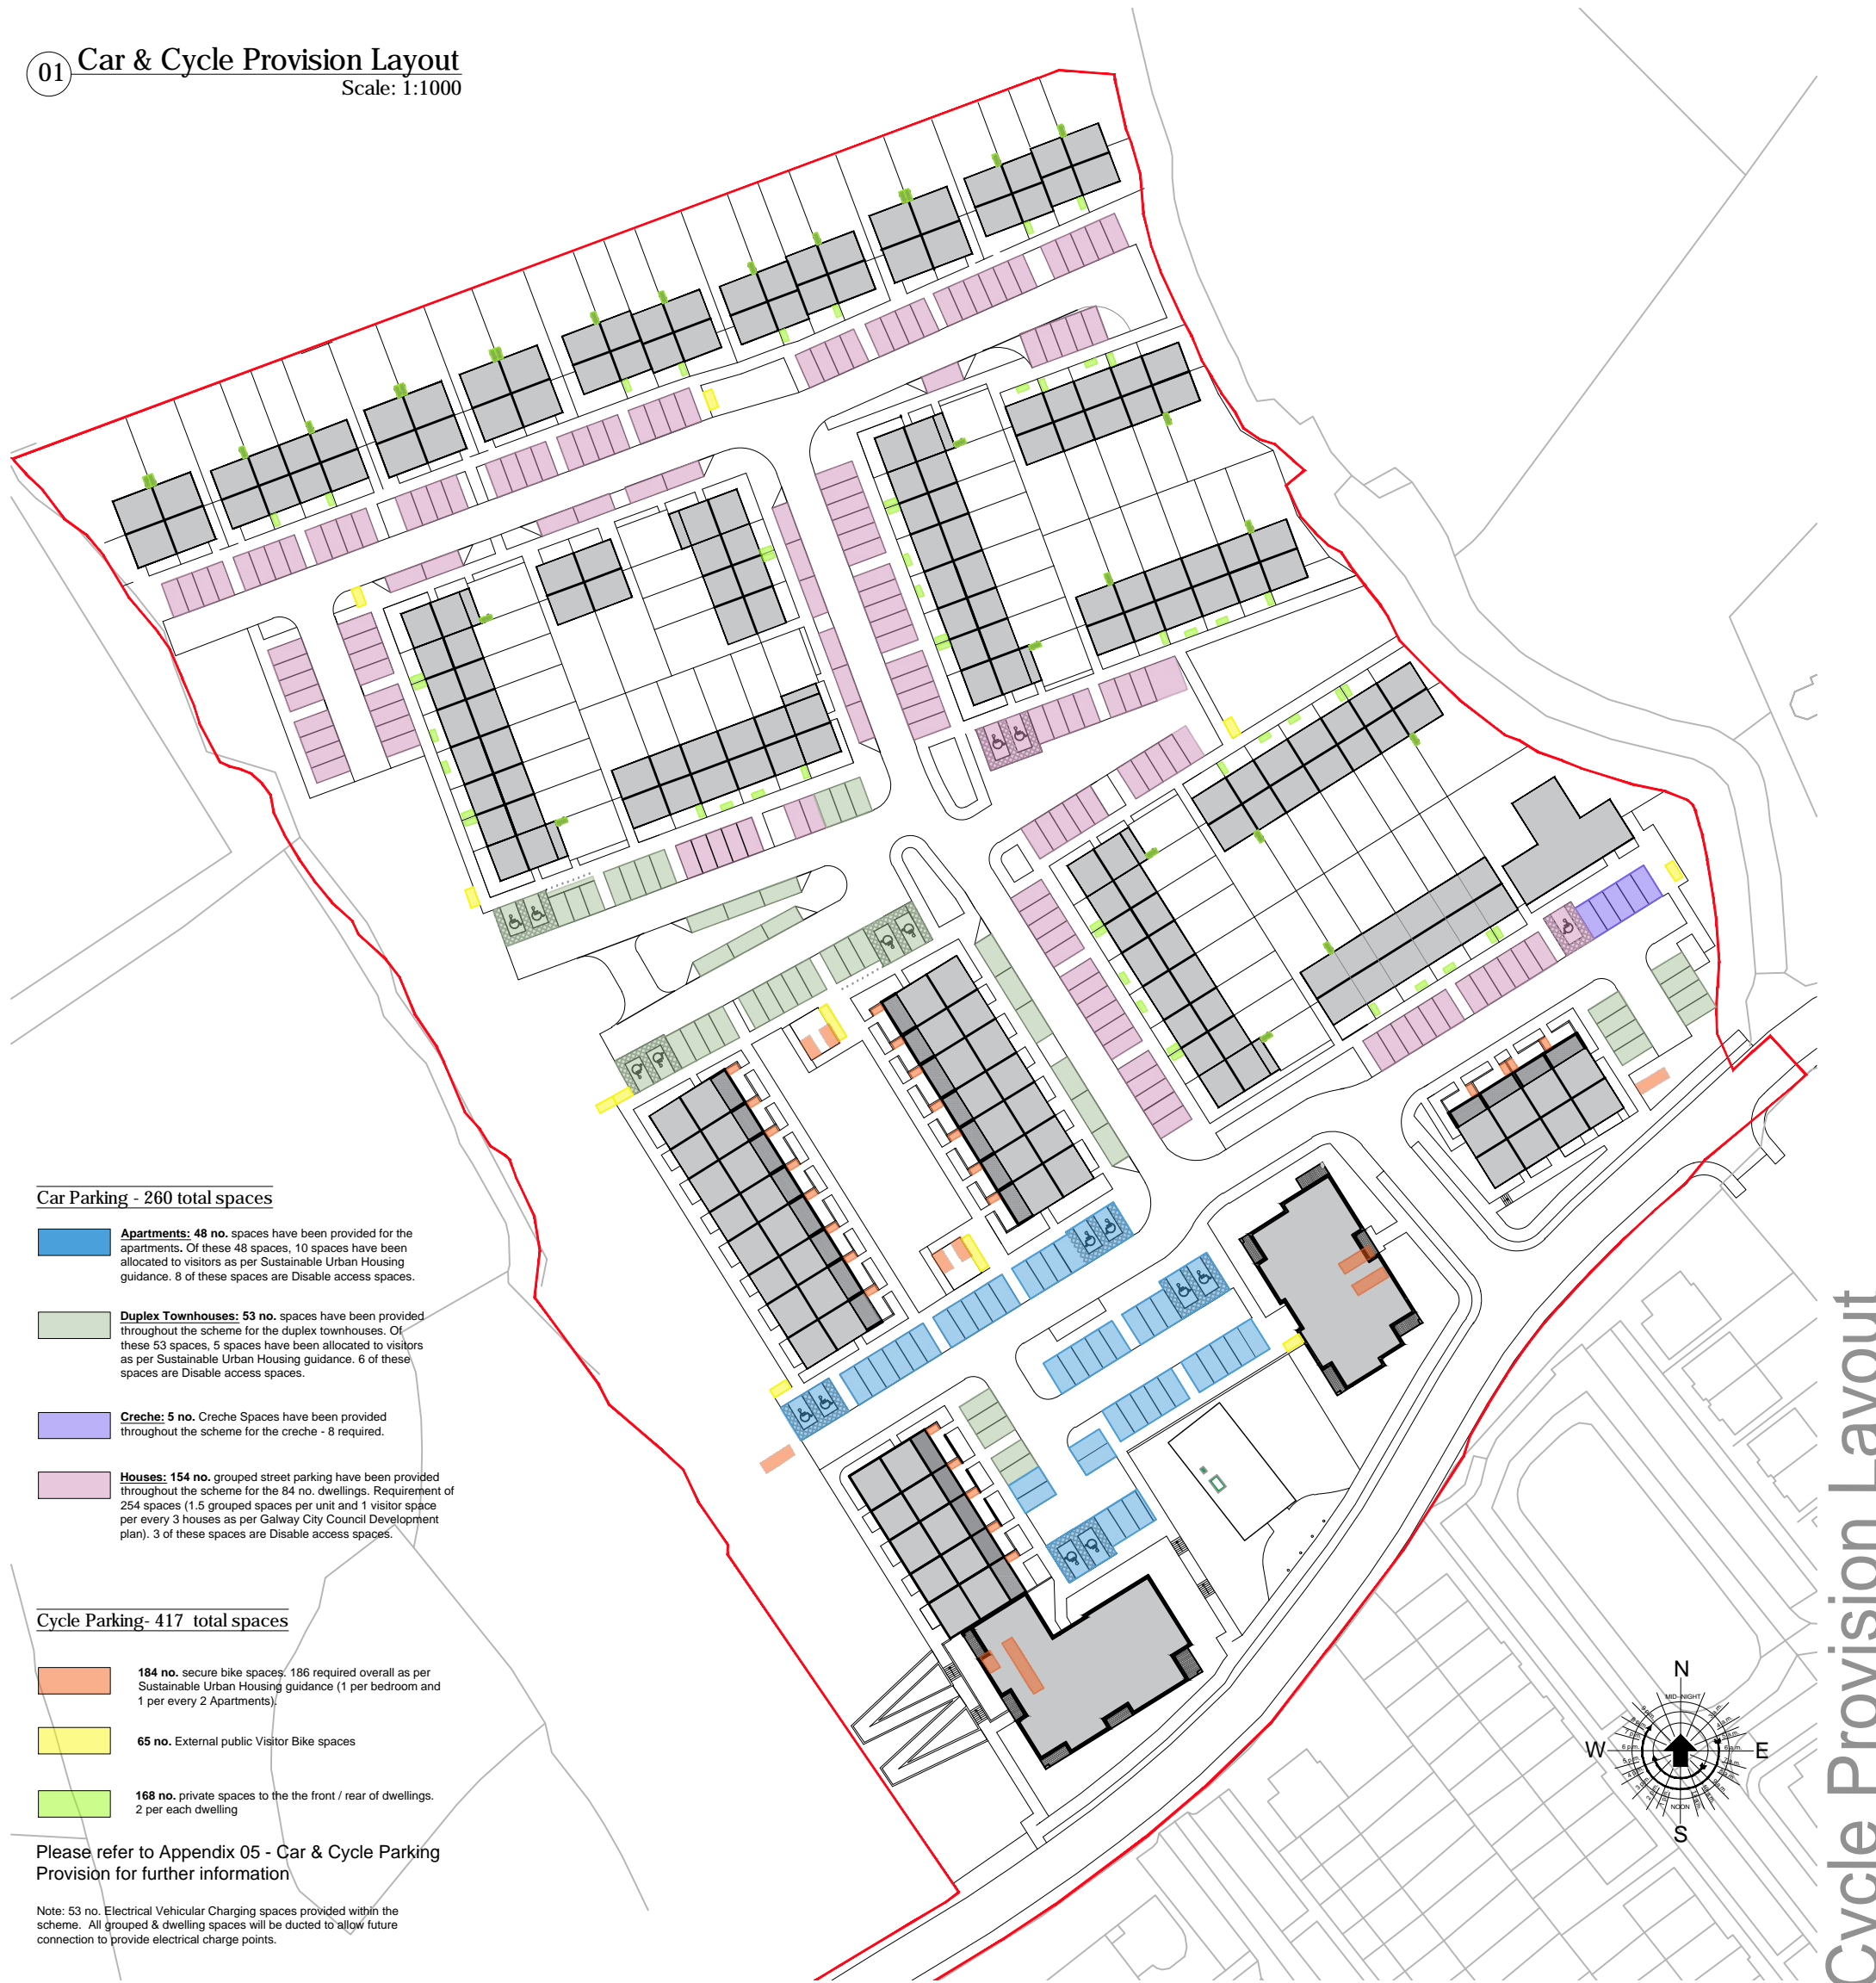 01 Car & Cycle Provision Layout
Scale: 1:1000
Car Parking - 260 total spaces
Apartments: 48 no. spaces have been provided for the
apartments. Of these 48 spaces, 10 spaces have been
allocated to visitors as per Sustainable Urban Housing
guidance. 8 of these spaces are Disable access spaces.
Duplex Townhouses: 53 no. spaces have been provided
throughout the scheme for the duplex townhouses. Of
these 53 spaces, 5 spaces have been allocated to visitors
as per Sustainable Urban Housing guidance. 6 of these
spaces are Disable access spaces.
Creche: 5 no. Creche Spaces have been provided
throughout the scheme for the creche - 8 required.
Houses: 154 no. grouped street parking have been provided
throughout the scheme for the 84 no. dwellings. Requirement of
254 spaces (1.5 grouped spaces per unit and 1 visitor space
per every 3 houses as per Galway City Council Development
plan). 3 of these spaces are Disable access spaces.
Cycle Parking- 417 total spaces
184 no. secure bike spaces. 186 required overall as per
Sustainable Urban Housing guidance (1 per bedroom and
1 per every 2 Apartments).
65 no. External public Visitor Bike spaces
168 no. private spaces to the the front / rear of dwellings.
2 per each dwelling
Please refer to Appendix 05 - Car & Cycle Parking
Provision for further information
Note: 53 no. Electrical Vehicular Charging spaces provided within the
scheme. All grouped & dwelling spaces will be ducted to allow future
connection to provide electrical charge points.
N
MID-NIGHT
W
6 p.m.
6 a.m.
E
NOON
S
Cycle Provision Layout